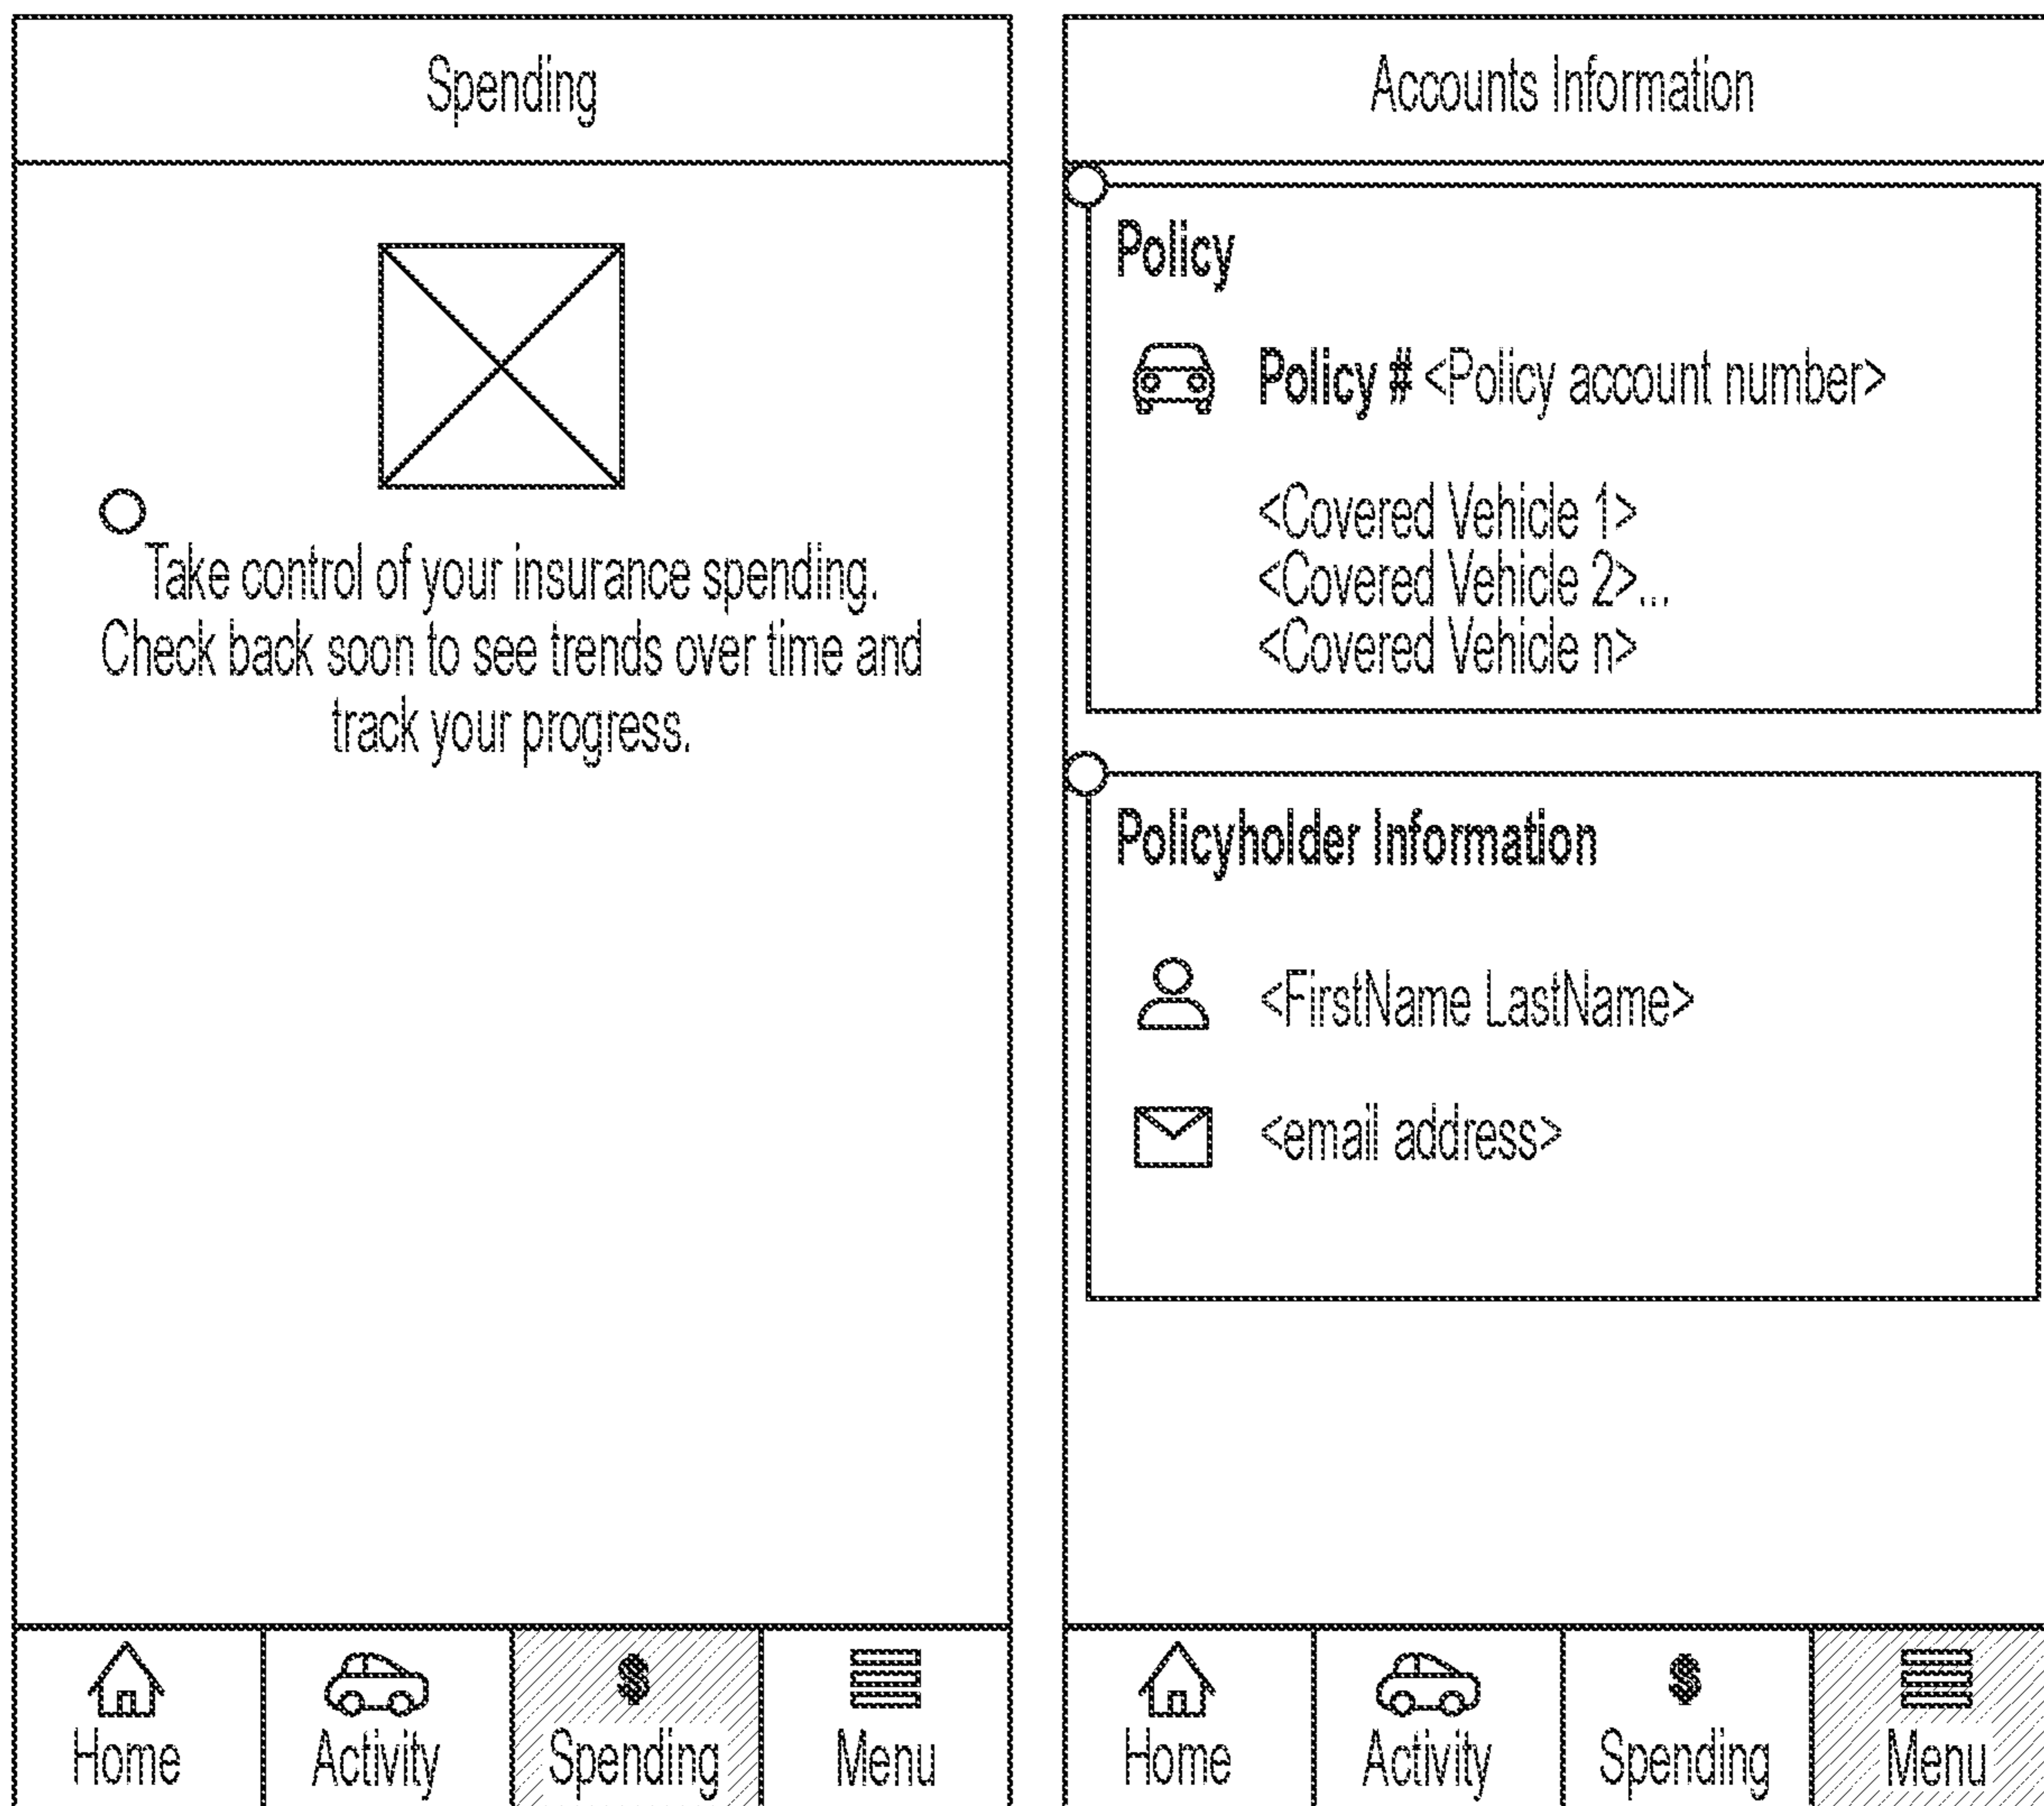 Spending
Take control of your insurance spending.
Check back soon to see trends over time and
track your progress.
$
Home
Activity
Spending
Menu
Accounts Information
Policy
Policy # <Policy account number>
<Covered Vehicle 1>
<Covered Vehicle 2>...
<Covered Vehicle n>
Policyholder Information
<FirstName LastName>
<email address>
$
Home
Activity
Spending
Menu